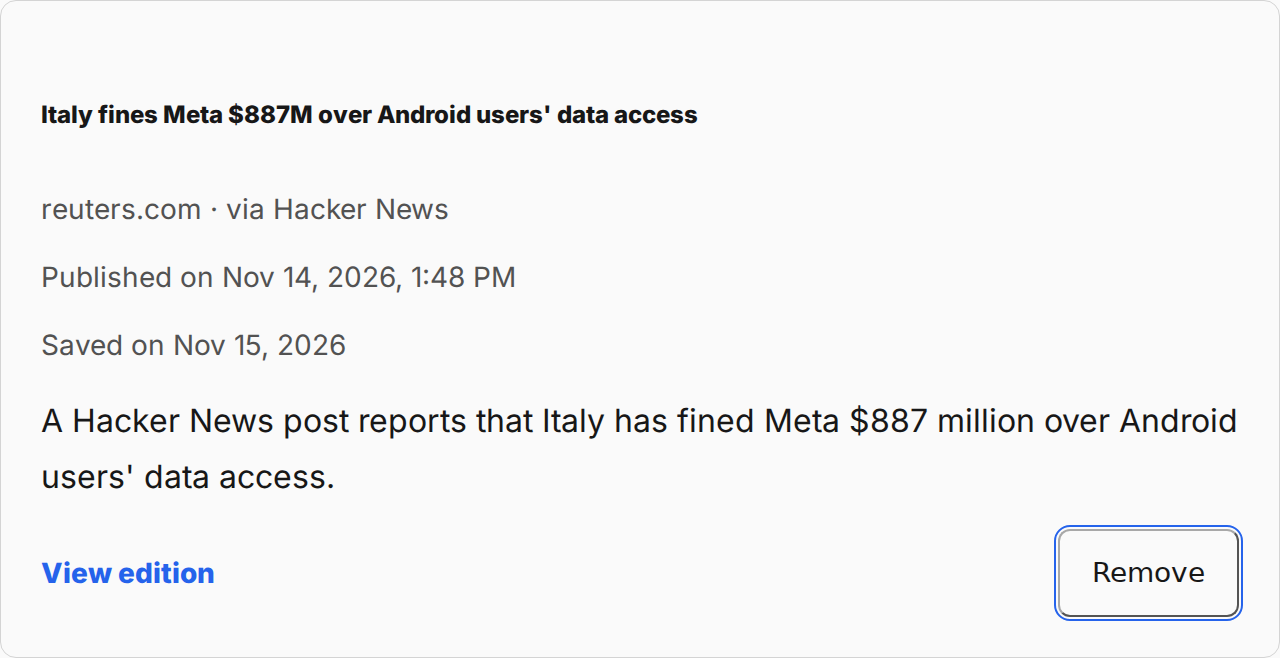 Italy fines Meta $887M over Android users' data access
reuters.com · via Hacker News
Published on Nov 14, 2026, 1:48 PM
Saved on Nov 15, 2026
A Hacker News post reports that Italy has fined Meta $887 million over Android
users' data access.
View edition
Remove